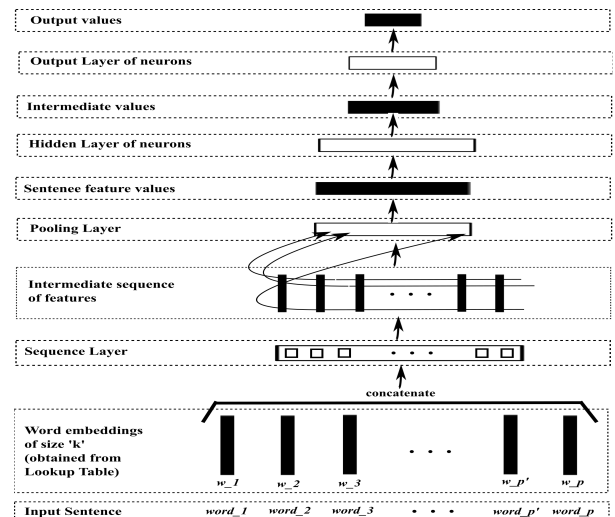 Output values
Output Layer of neurons
Intermediate values
Hidden Layer of neurons
Sentenee feature values
Pooling Layer
Intermediate sequence
of features
. . .
Sequence Layer
. . .
concatenate
Word embeddings
of size 'k'
(obtained from
Lookup Table)
. . .
w_1 w_2 w_3 w_p' w_p
Input Sentence word_1 word_2 word_3 . . . word_p' word_p